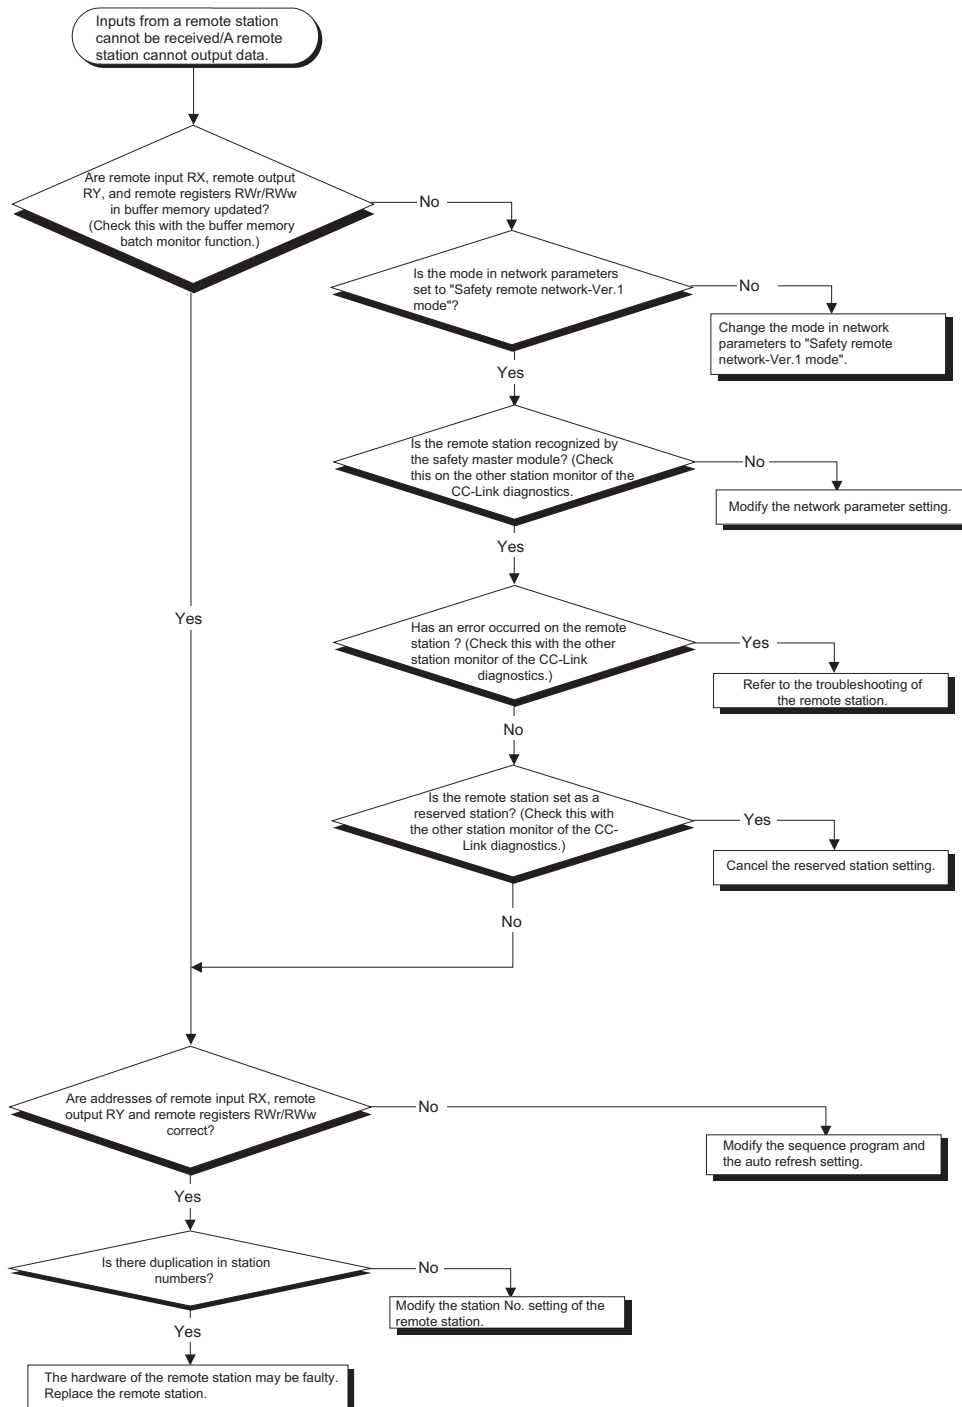 Inputs from a remote station
cannot be received/A remote
station cannot output data.
Are remote input RX, remote output
RY, and remote registers RWr/RWw
in buffer memory updated?
(Check this with the buffer memory
batch monitor function.)
No
Is the mode in network parameters
set to "Safety remote network-Ver.1
mode"?
No
Change the mode in network
parameters to "Safety remote
network-Ver.1 mode".
Yes
Is the remote station recognized by
the safety master module? (Check
this on the other station monitor of the
CC-Link diagnostics.
No
Modify the network parameter setting.
Yes
Has an error occurred on the remote
station ? (Check this with the other
station monitor of the CC-Link
diagnostics.)
Yes
Refer to the troubleshooting of
the remote station.
Yes
No
Is the remote station set as a
reserved station? (Check this with
the other station monitor of the CC-
Link diagnostics.)
Yes
Cancel the reserved station setting.
No
Are addresses of remote input RX, remote
output RY and remote registers RWr/RWw
correct?
No
Modify the sequence program and
the auto refresh setting.
Yes
Is there duplication in station
numbers?
No
Modify the station No. setting of the
remote station.
Yes
The hardware of the remote station may be faulty.
Replace the remote station.